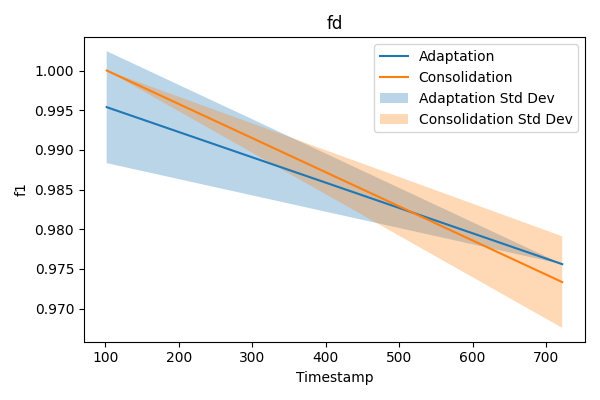 fd
Adaptation
Consolidation
Adaptation Std Dev
Consolidation Std Dev
f1
1.000
0.995
0.990
0.985
0.980
0.975
0.970
100 200 300 400 500 600 700
Timestamp